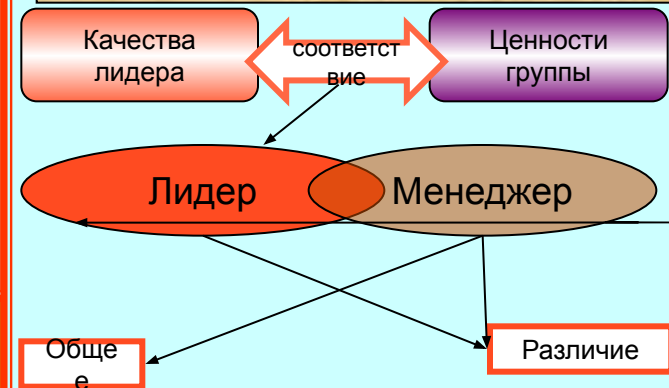 Качества
лидера
соответст
вие
Ценности
группы
Лидер
Менеджер
Обще
е
Различие